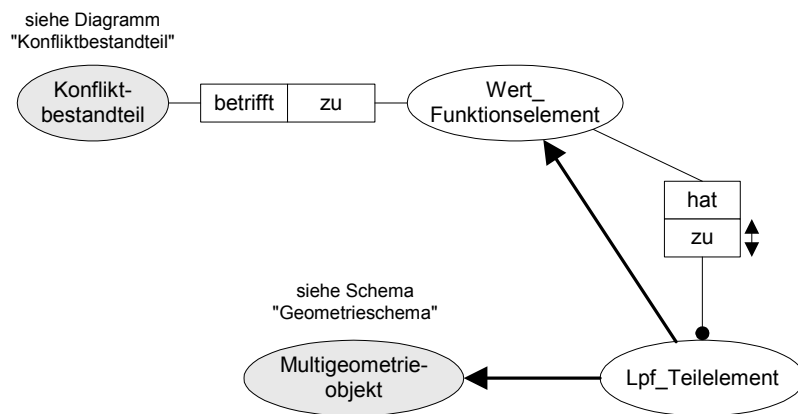 siehe Diagramm
"Konfliktbestandteil"
Konflikt-
bestandteil
betrifft
zu
Wert_
Funktionselement
hat
zu
siehe Schema
"Geometrieschema"
Multigeometrie-
objekt
Lpf_Teilelement